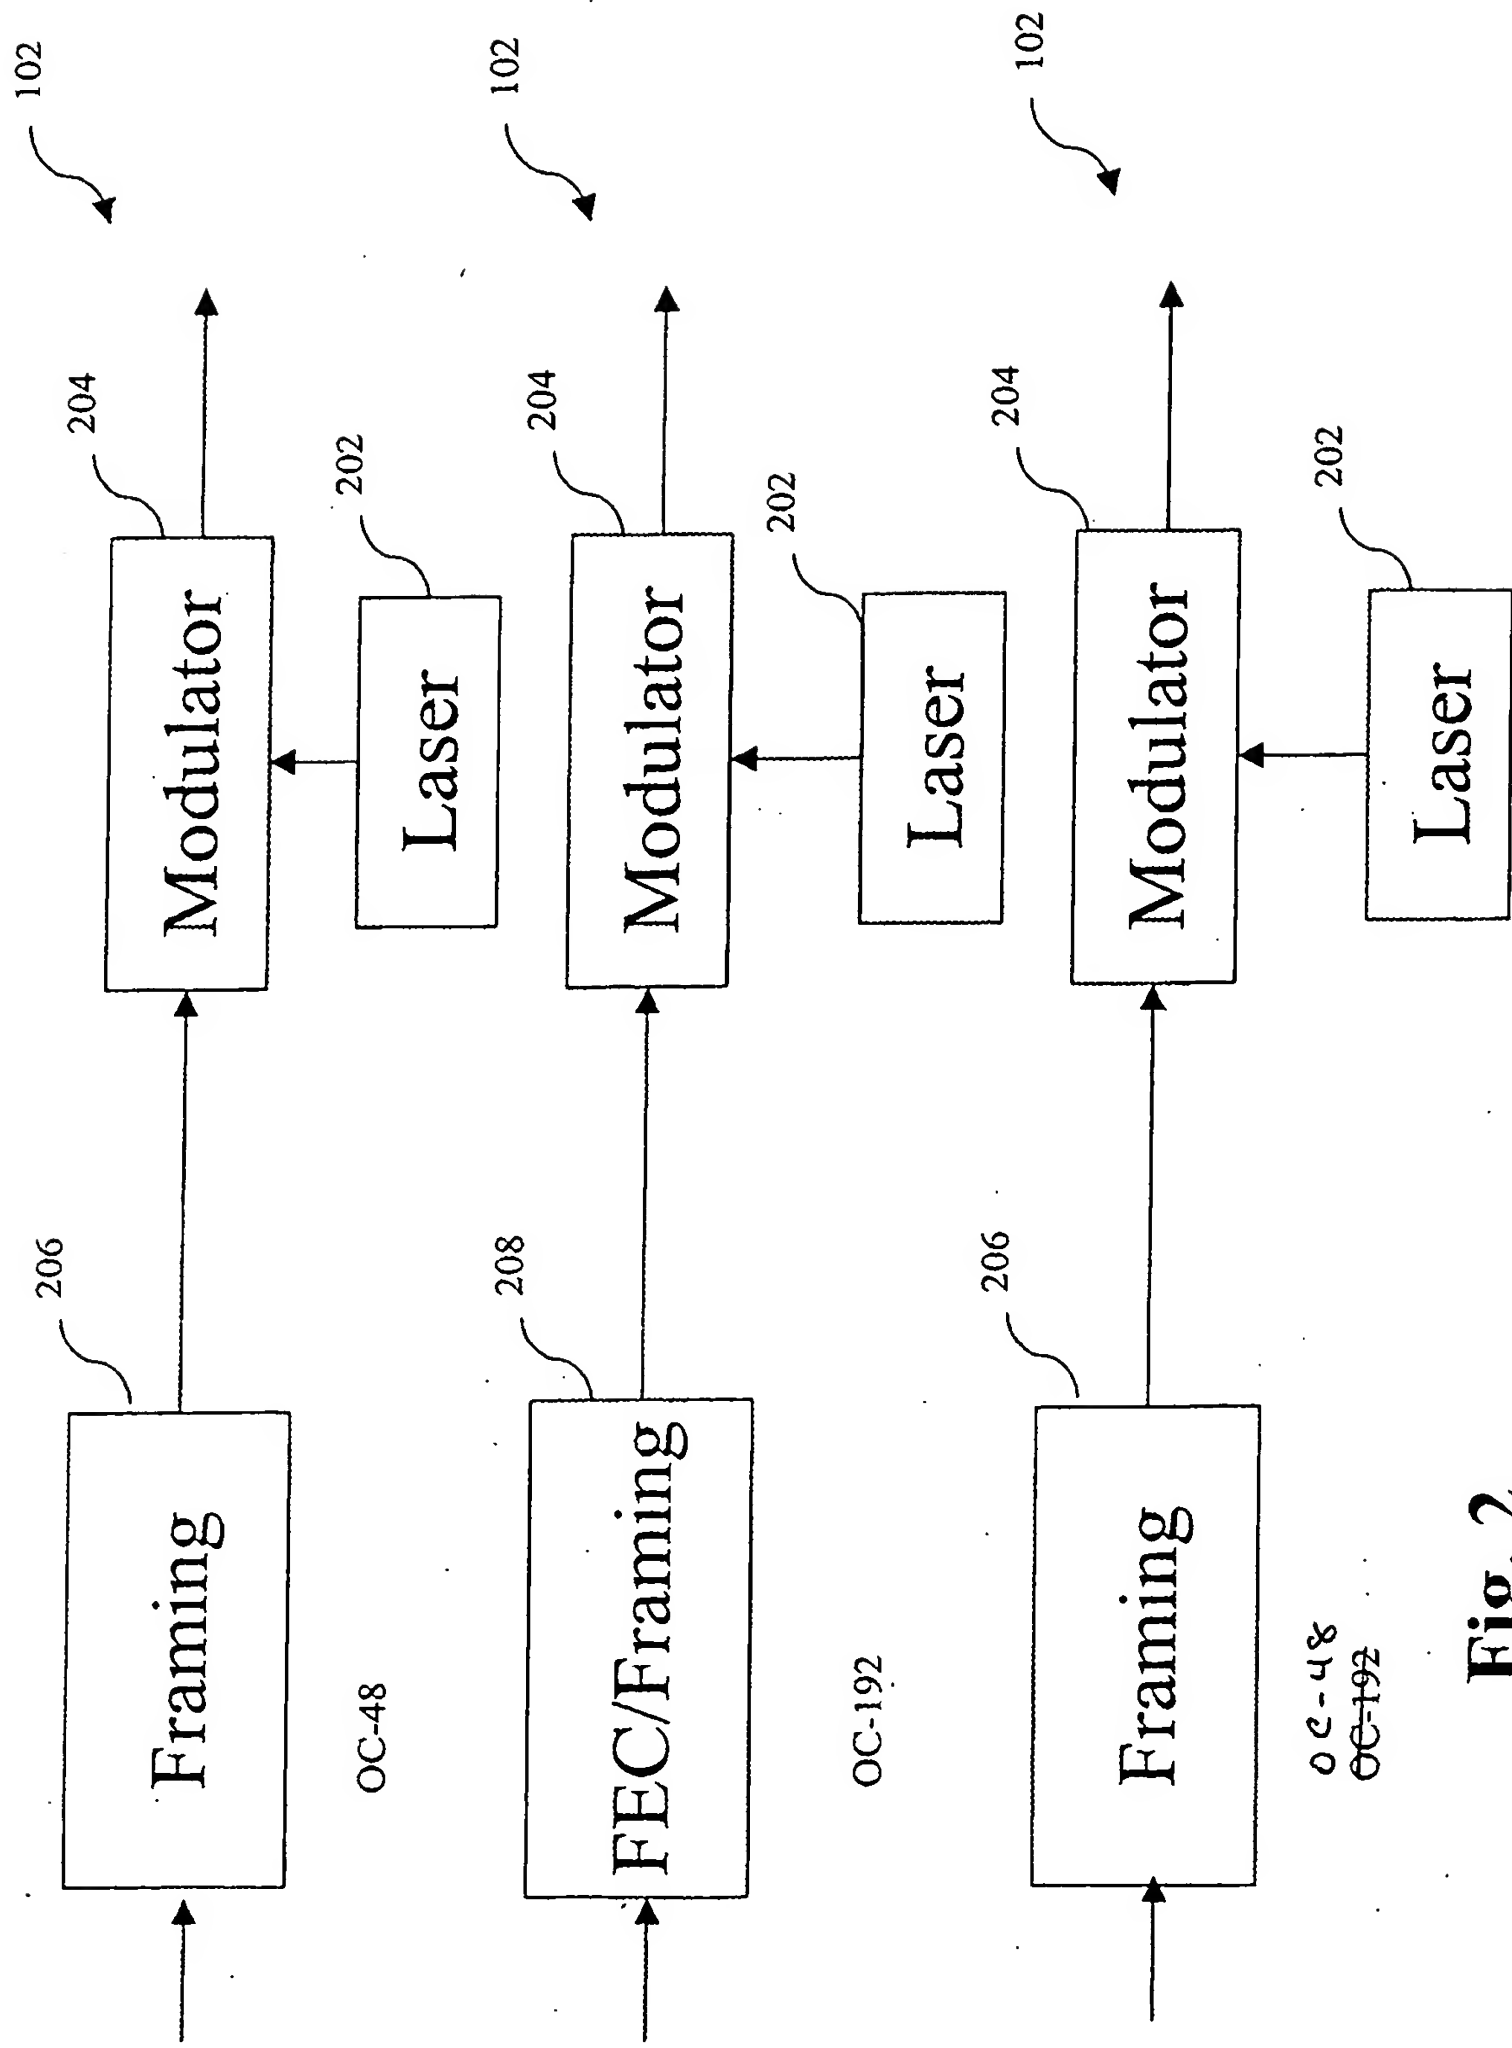 102
204
206
Framing
Modulator
202
Laser
OC-48
102
204
208
FEC/Framing
Modulator
202
Laser
OC-192
102
204
206
Framing
Modulator
202
Laser
OC-48
OC-192
Fig. 2